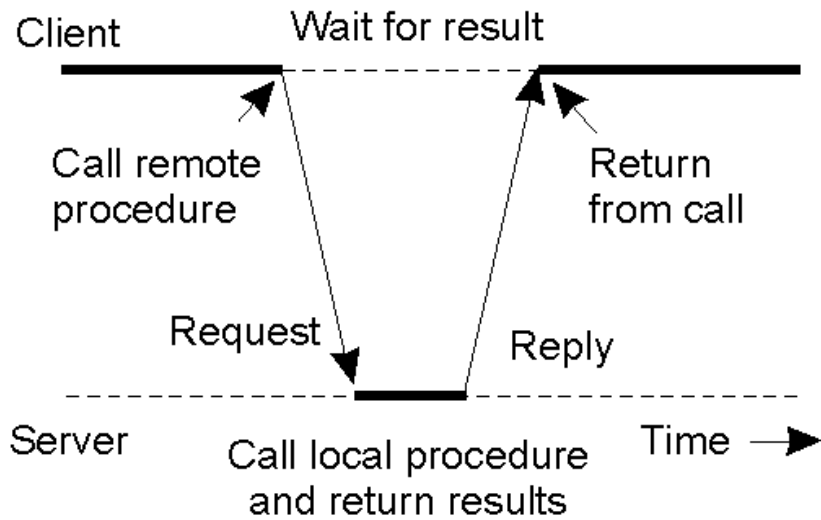 Client
Wait for result
Call remote
procedure
Return
from call
Request
Reply
Server
Call local procedure
and return results
Time